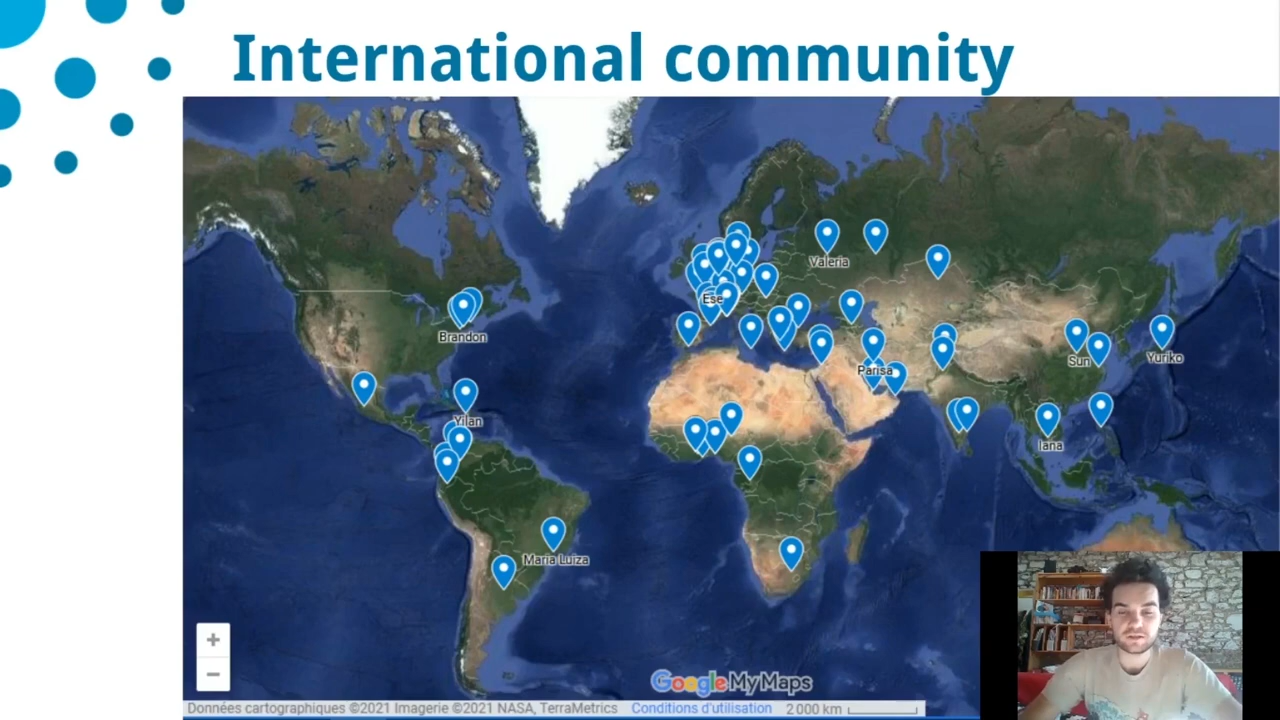 International community
Valeria
Ese
Brandon
Sun
Yuriko
Parisa
Yilan
Iana
Maria Luiza
+
−
Google My Maps
Données cartographiques ©2021 Imagerie ©2021 NASA, TerraMetrics Conditions d'utilisation 2 000 km